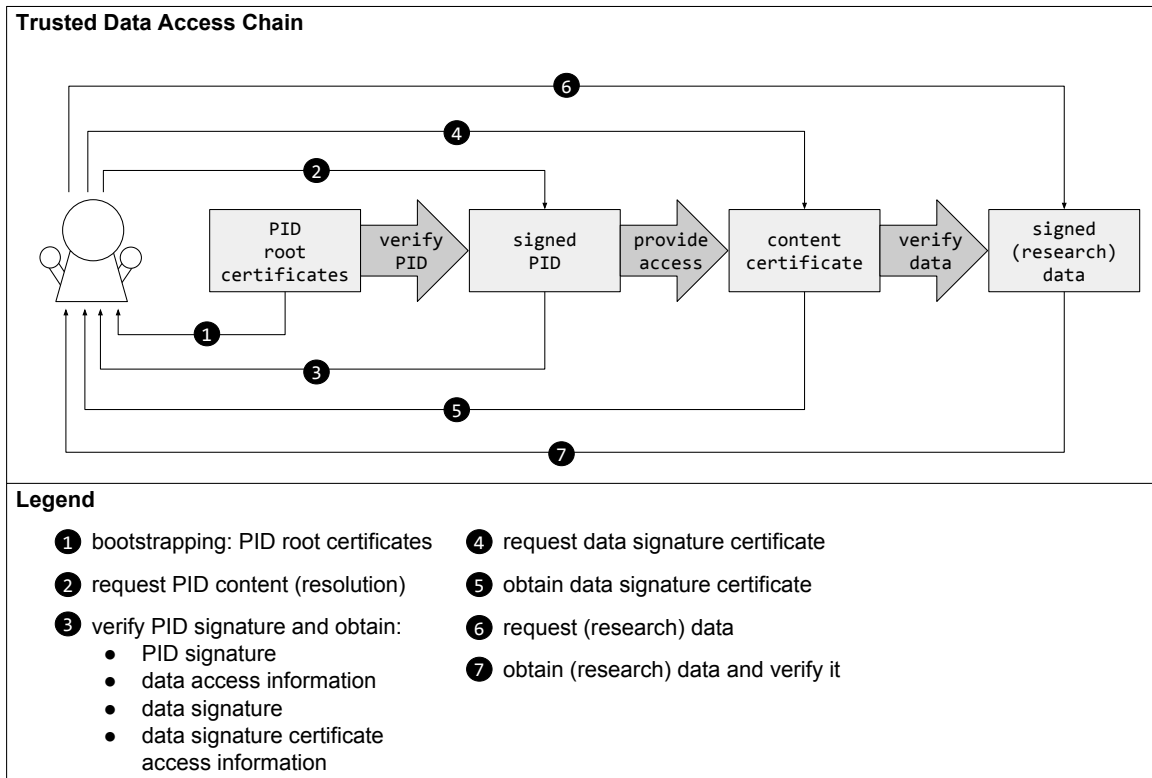 Trusted Data Access Chain
6
4
2
PID
root
certificates
verify
PID
signed
PID
provide
access
content
certificate
verify
data
signed
(research)
data
1
3
5
7
Legend
1 bootstrapping: PID root certificates
2 request PID content (resolution)
3 verify PID signature and obtain:
● PID signature
● data access information
● data signature
● data signature certificate
access information
4 request data signature certificate
5 obtain data signature certificate
6 request (research) data
7 obtain (research) data and verify it